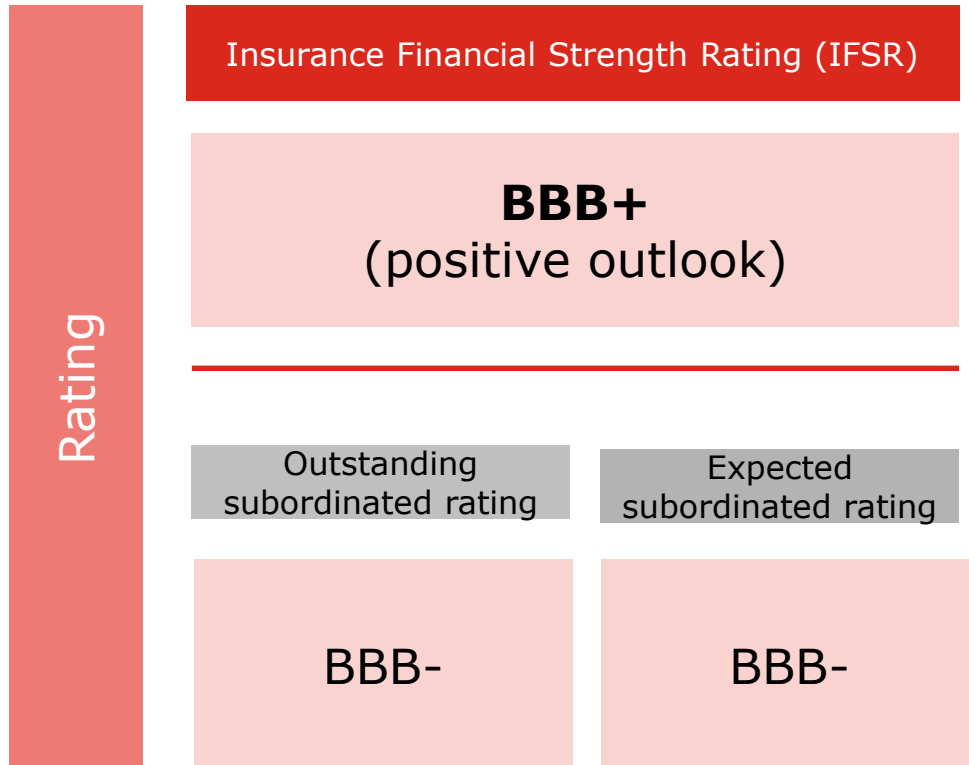 Rating
Insurance Financial Strength Rating (IFSR)
BBB+
(positive outlook)
Outstanding
subordinated rating
Expected
subordinated rating
BBB-
BBB-